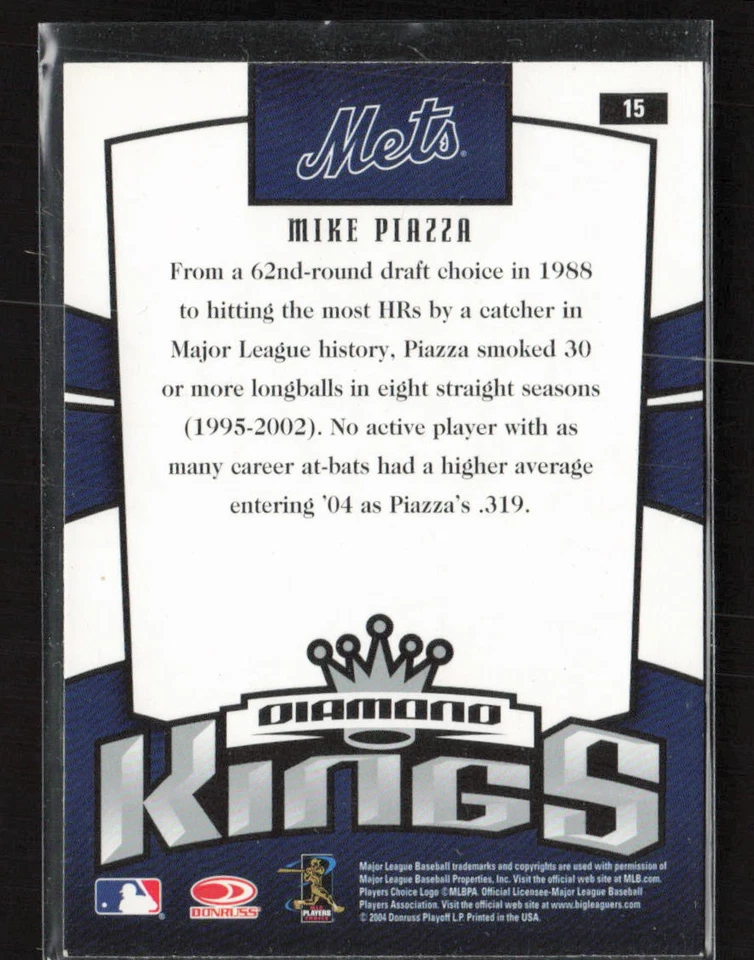 Mets
15
MIKE PIAZZA
From a 62nd-round draft choice in 1988
to hitting the most HRs by a catcher in
Major League history, Piazza smoked 30
or more longballs in eight straight seasons
(1995-2002). No active player with as
many career at-bats had a higher average
entering '04 as Piazza's .319.
DIAMOND
KINGS
DONRUSS
PLAYERS
CHOICE
Major League Baseball trademarks and copyrights are used with permission of
Major League Baseball Properties, Inc. Visit the official web site at MLB.com.
Players Choice Logo ©MLBPA. Official Licensee-Major League Baseball
Players Association. Visit the official web site at www.bigleaguers.com
© 2004 Donruss Playoff L.P. Printed in the USA.